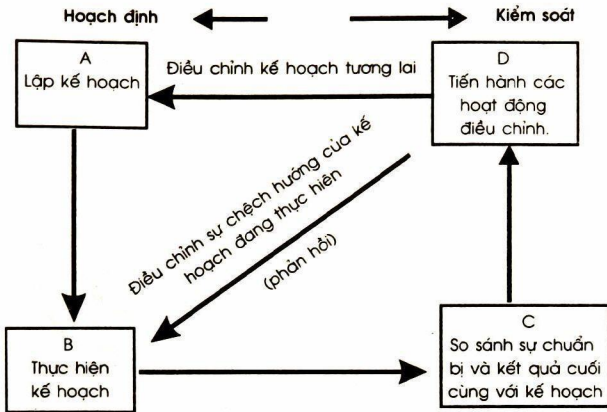 Hoạch định
Kiểm soát
A
Lập kế hoạch
Điều chỉnh kế hoạch tương lai
D
Tiến hành các
hoạt động
điều chỉnh.
Điều chỉnh sự chệch hướng của kế
hoạch đang thực hiên
(phản hồi)
B
Thực hiện
kế hoạch
C
So sánh sự chuẩn
bị và kết quả cuối
cùng với kế hoạch